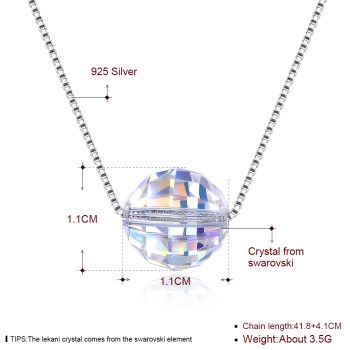 925 Silver
1.1CM
Crystal from
swarovski
1.1CM
• Chain length:41.8+4.1CM
• Weight:About 3.5G
TIPS:The lekani crystal comes from the swarovski element